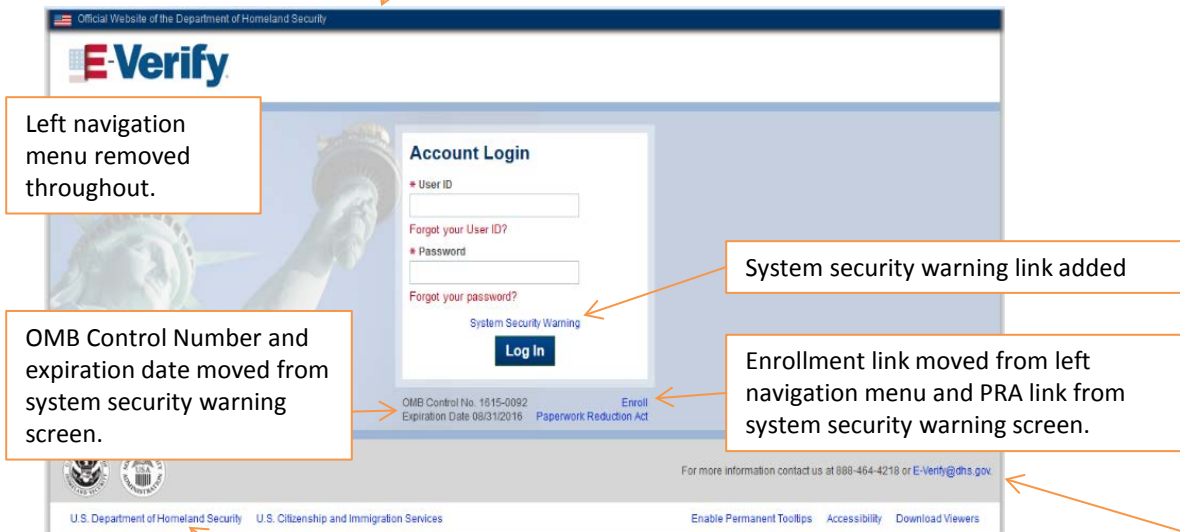 Official Website of the Department of Homeland Security
E-Verify
Left navigation
menu removed
throughout.
Account Login
* User ID
Forgot your User ID?
* Password
Forgot your password?
System Security Warning
Log In
System security warning link added
OMB Control Number and
expiration date moved from
system security warning
screen.
Enrollment link moved from left
navigation menu and PRA link from
system security warning screen.
OMB Control No. 1615-0092 Enroll
Expiration Date 08/31/2016 Paperwork Reduction Act
For more information contact us at 888-464-4218 or E-Verify@dhs.gov.
U.S. Department of Homeland Security U.S. Citizenship and Immigration Services Enable Permanent Tooltips Accessibility Download Viewers